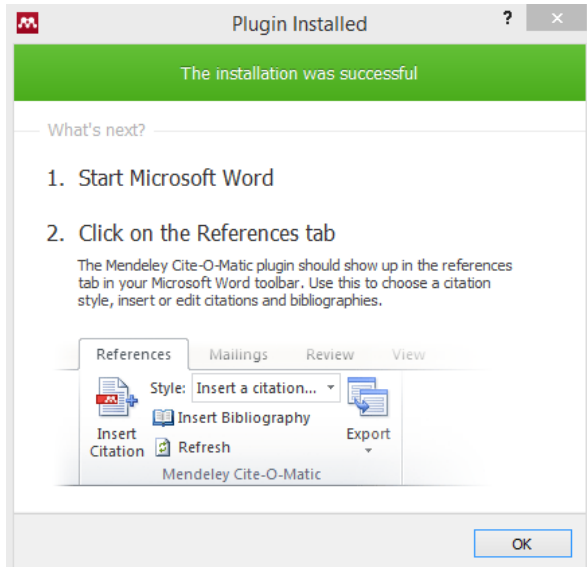 Plugin Installed
?
The installation was successful
What's next?
1. Start Microsoft Word
2. Click on the References tab
The Mendeley Cite-O-Matic plugin should show up in the references
tab in your Microsoft Word toolbar. Use this to choose a citation
style, insert or edit citations and bibliographies.
References Mailings Review View
Style: Insert a citation...
Insert Bibliography
Insert
Citation
Refresh
Export
Mendeley Cite-O-Matic
OK